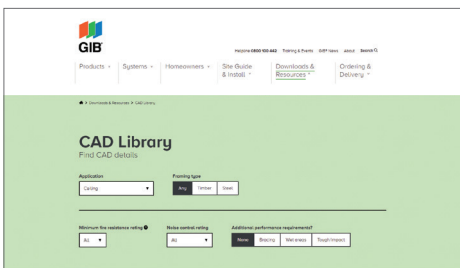 GIB
Helpline 0800 100 442 Training & Events GIB News About Search
Products Systems Homeowners Site Guide & Install Downloads & Resources Ordering & Delivery
Downloads & Resources > CAD Library
CAD Library
Find CAD details
Application Framing type
Ceiling Any Timber Steel
Minimum fire resistance rating Noise control rating Additional performance requirements?
All All None Bracing Wet areas Tough/impact